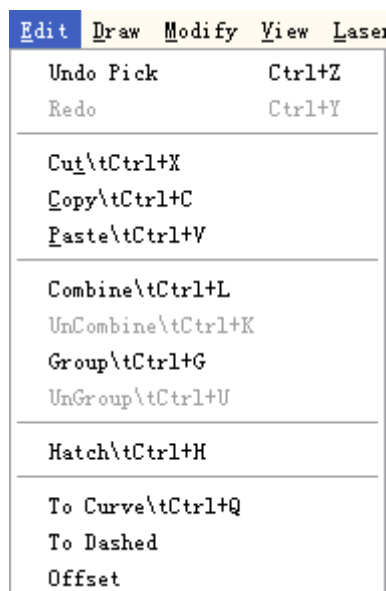 Edit Draw Modify View Laser
Undo Pick Ctrl+Z
Redo Ctrl+Y
Cut\tCtrl+X
Copy\tCtrl+C
Paste\tCtrl+V
Combine\tCtrl+L
UnCombine\tCtrl+K
Group\tCtrl+G
UnGroup\tCtrl+U
Hatch\tCtrl+H
To Curve\tCtrl+Q
To Dashed
Offset